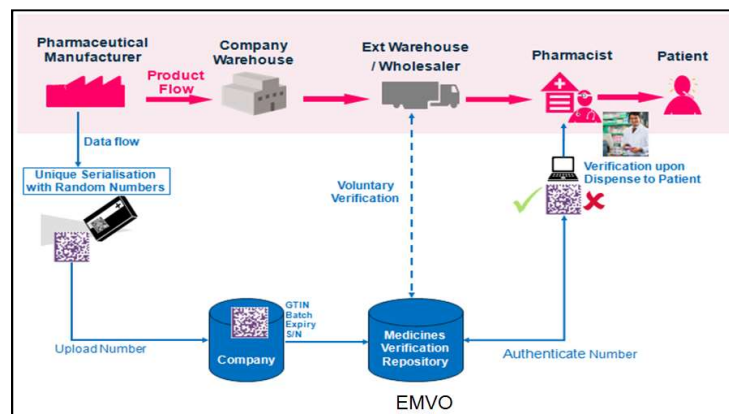 Pharmaceutical
Manufacturer
Company
Warehouse
Ext Warehouse
/ Wholesaler
Pharmacist
Patient
Product
Flow
Data flow
Unique Serialisation
with Random Numbers
Voluntary
Verification
Verification upon
Dispense to Patient
GTIN
Batch
Expiry
S/N
Upload Number
Company
Medicines
Verification
Repository
Authenticate Number
EMVO